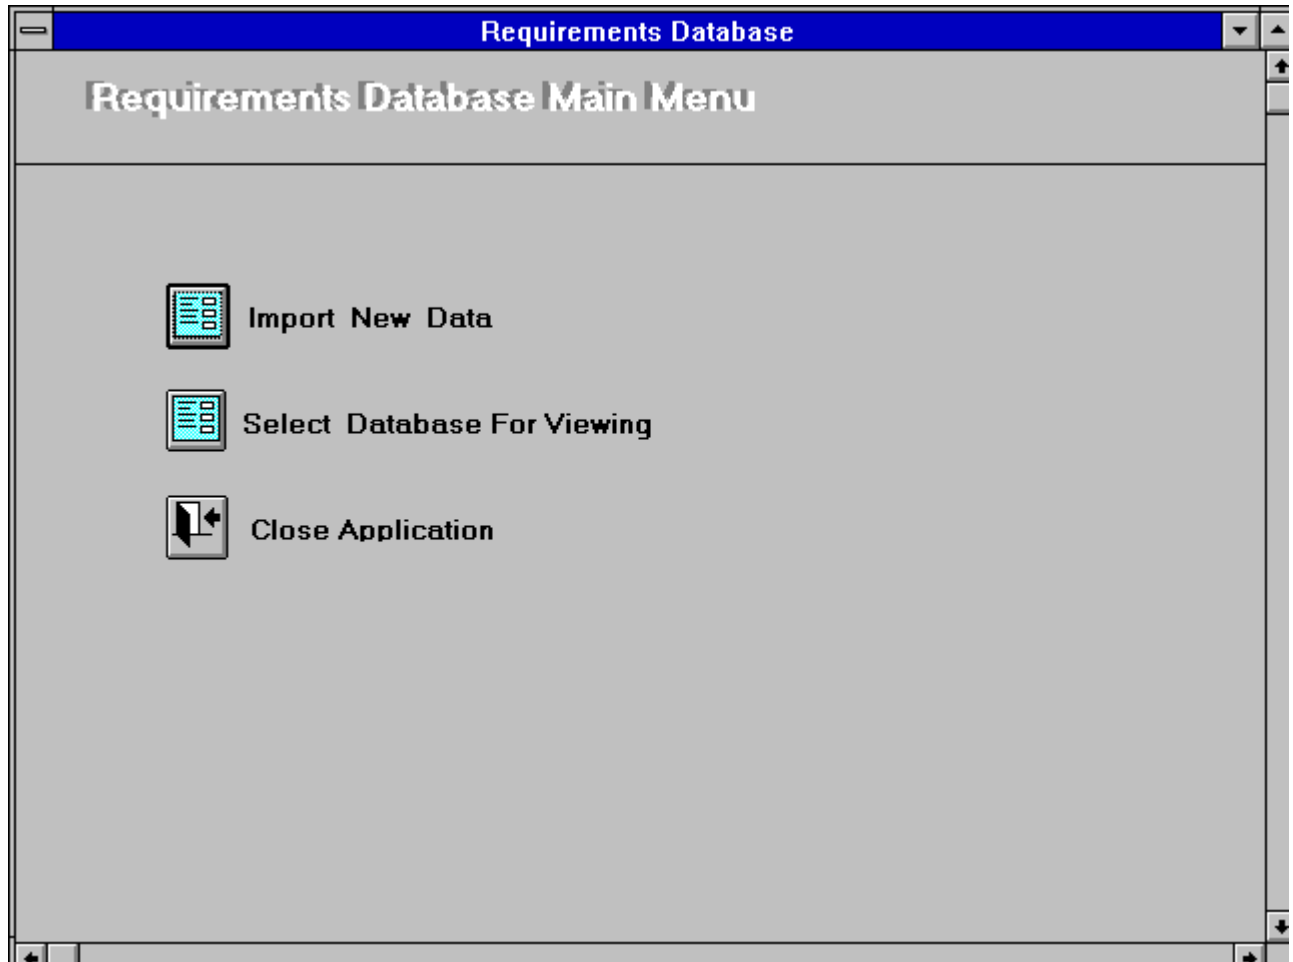 Requirements Database
Requirements Database Main Menu
Import New Data
Select Database For Viewing
Close Application